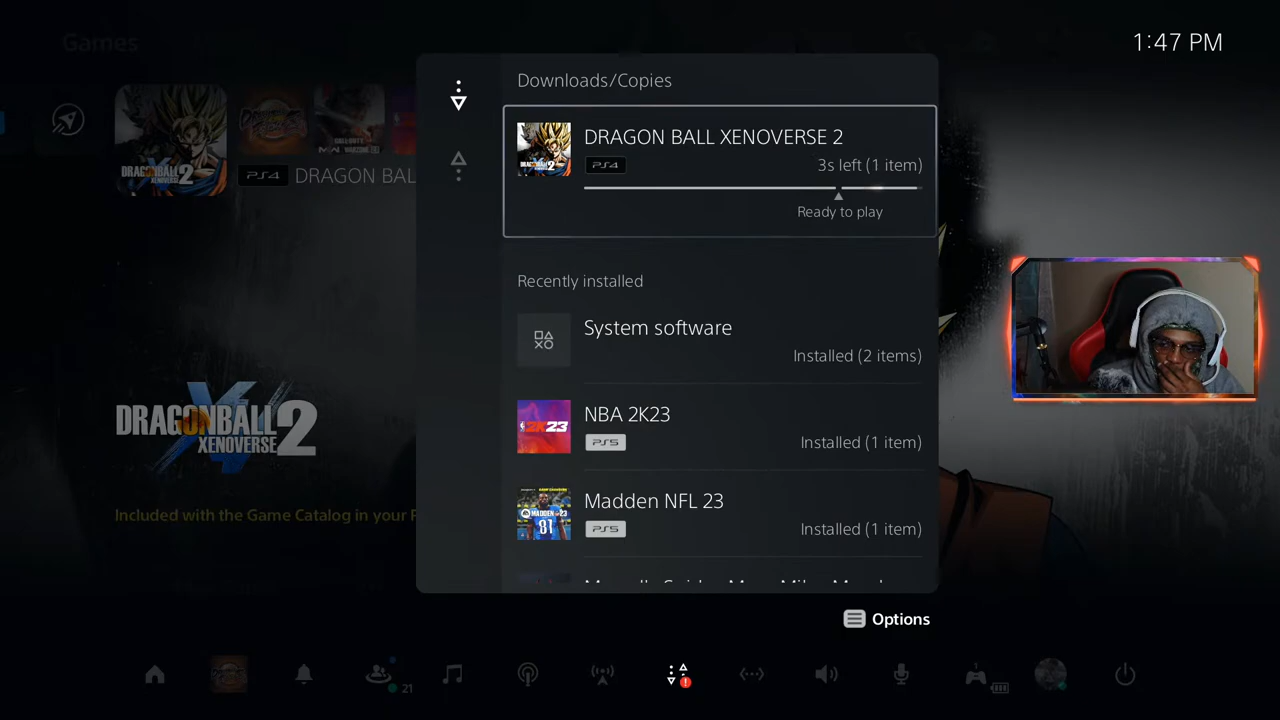 Games
1:47 PM
Downloads/Copies
DRAGON BALL XENOVERSE 2
PS4
3s left (1 item)
Ready to play
PS4 DRAGON BAL
Recently installed
System software
Installed (2 items)
NBA 2K23
PS5
Installed (1 item)
Madden NFL 23
PS5
Installed (1 item)
DRAGONBALL
XENOVERSE 2
Included with the Game Catalog in your P
Options
21